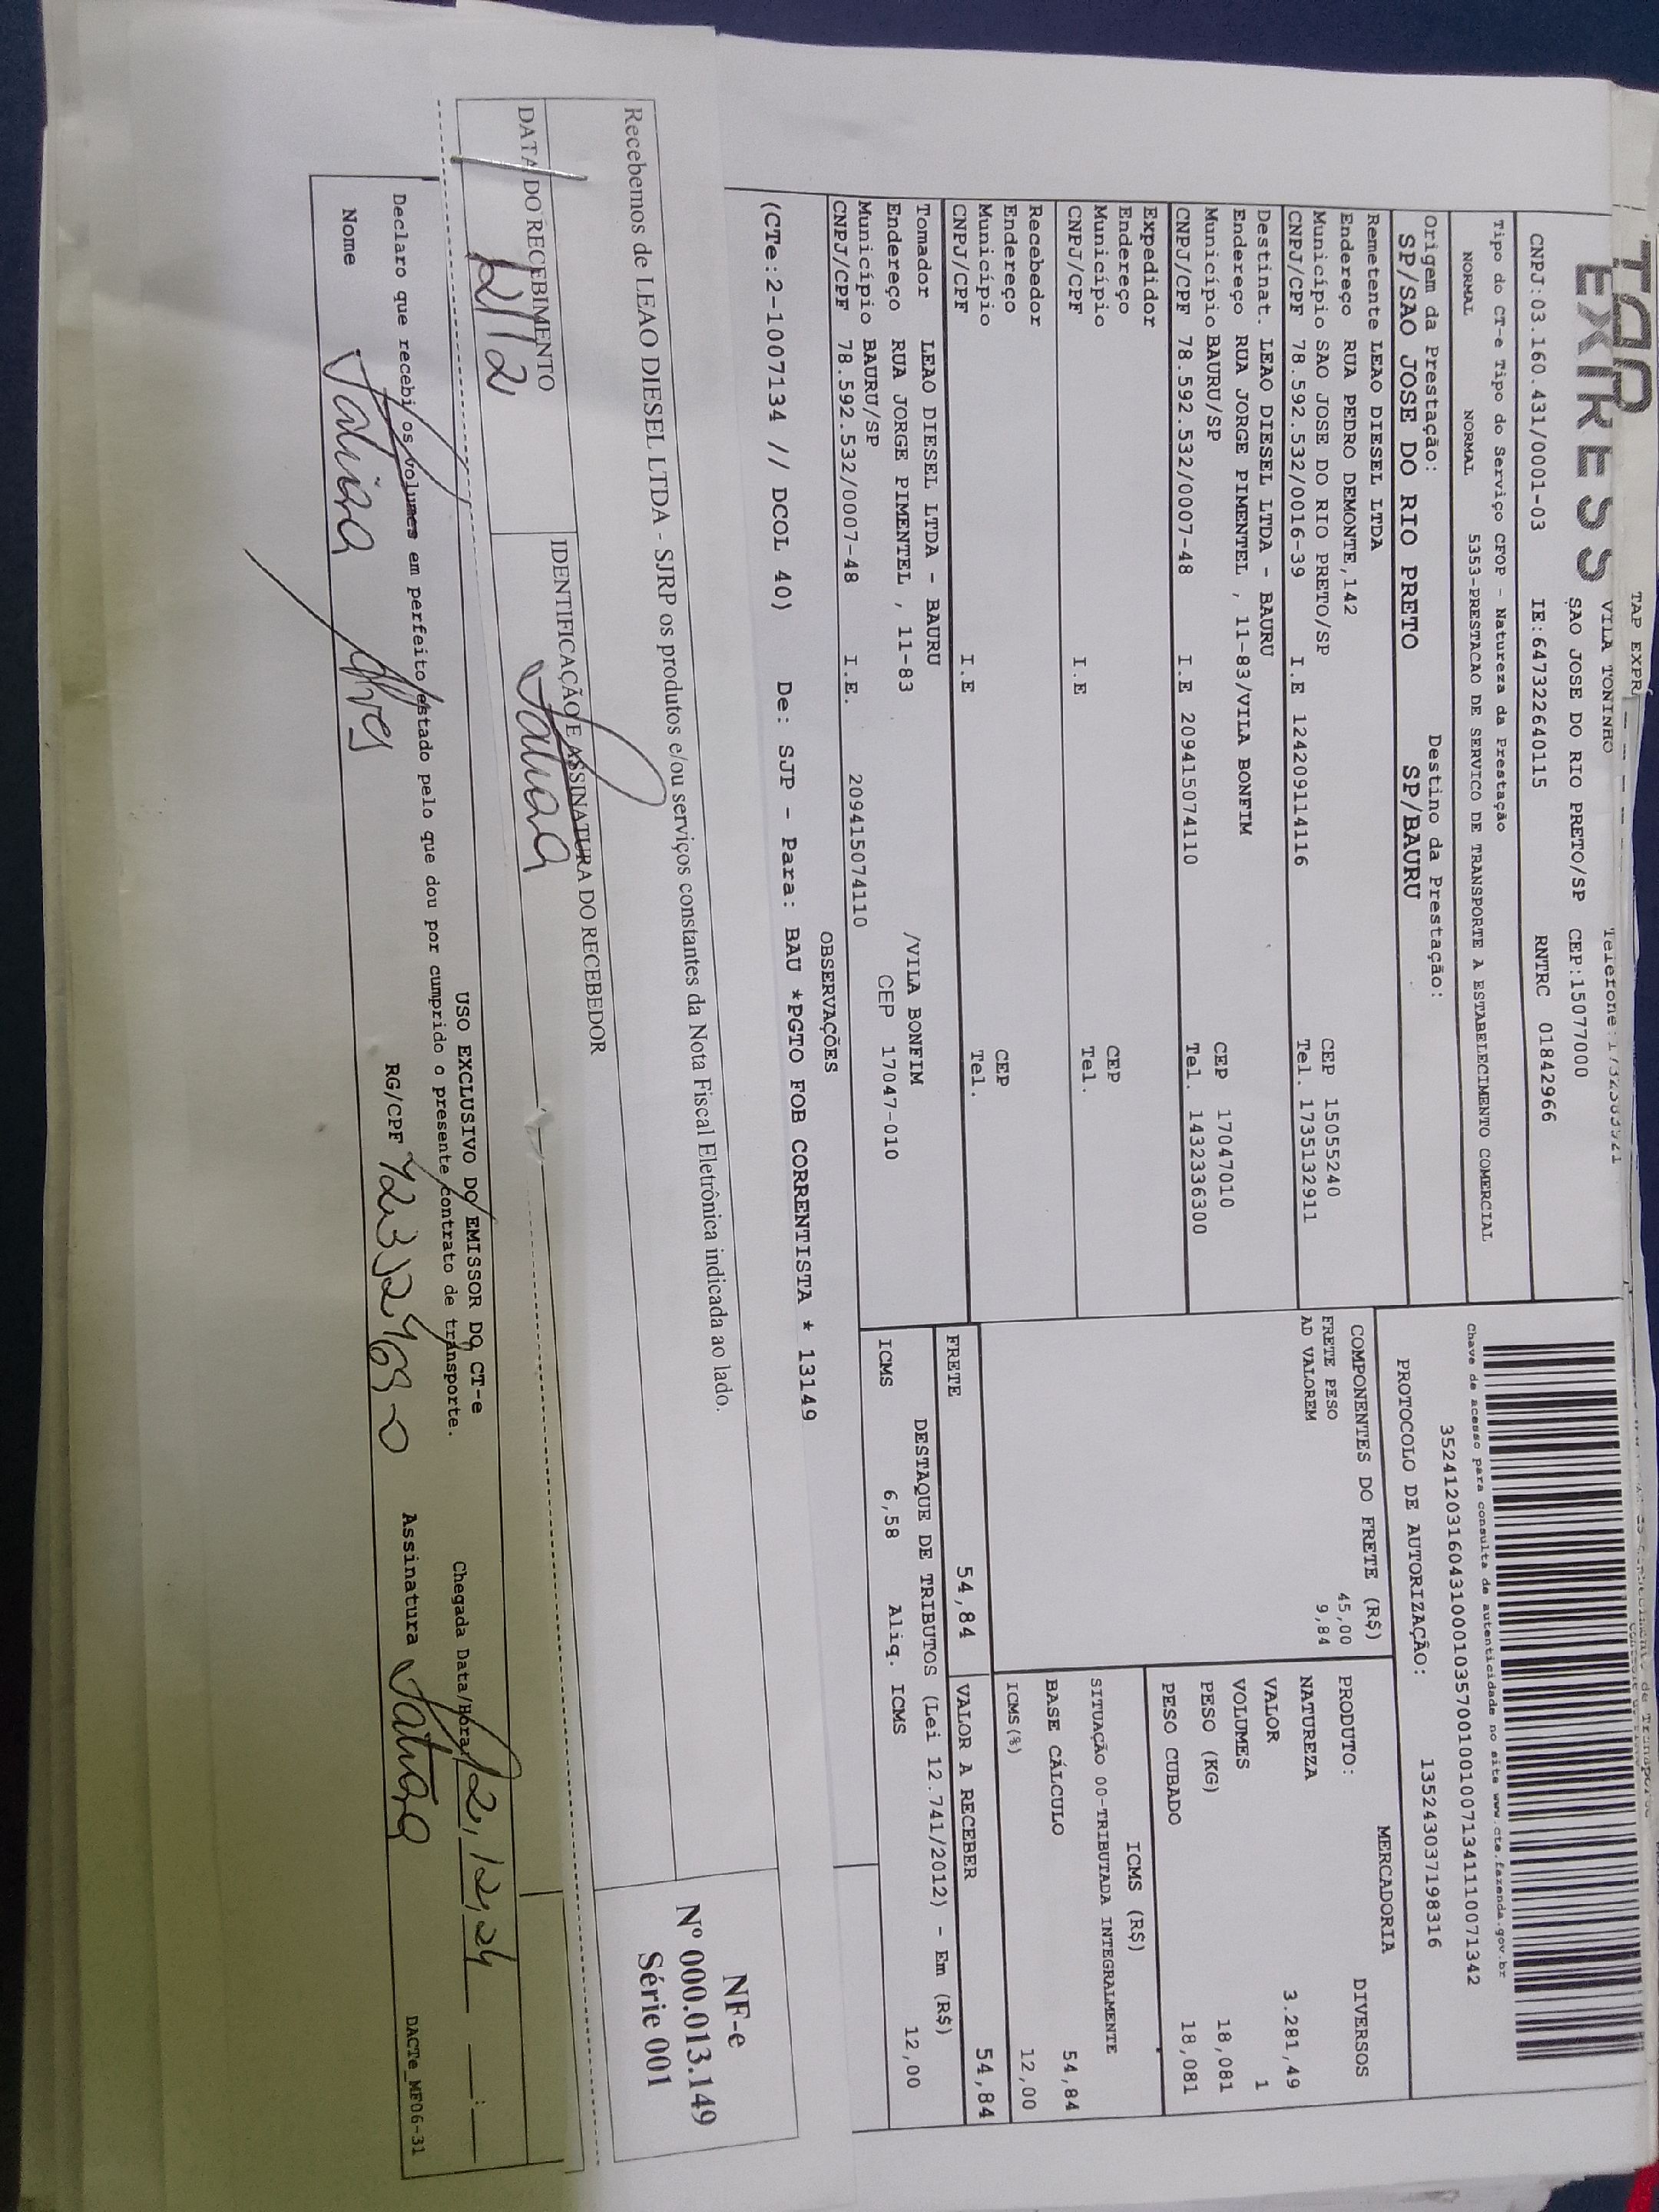 TAP EXPRESS
VILA TONINHO
SAO JOSE DO RIO PRETO/SP CEP:15077000
CNPJ:03.160.431/0001-03 IE:647322640115 RNTRC 01842966
Tipo do CT-e Tipo do Serviço CFOP - Natureza da Prestação
NORMAL NORMAL 5353-PRESTACAO DE SERVICO DE TRANSPORTE A ESTABELECIMENTO COMERCIAL
Origem da Prestação: Destino da Prestação:
SP/SAO JOSE DO RIO PRETO SP/BAURU
Chave de acesso para consulta de autenticidade no site www.cte.fazenda.gov.br
35241203160431000103570010010071341110071342
PROTOCOLO DE AUTORIZAÇÃO: 135243037198316
Remetente LEAO DIESEL LTDA
Endereço RUA PEDRO DEMONTE,142 CEP 15055240
Município SAO JOSE DO RIO PRETO/SP Tel. 1735132911
CNPJ/CPF 78.592.532/0016-39 I.E 124209114116
Destinat. LEAO DIESEL LTDA - BAURU
Endereço RUA JORGE PIMENTEL , 11-83/VILA BONFIM CEP 17047010
Município BAURU/SP Tel. 1432336300
CNPJ/CPF 78.592.532/0007-48 I.E 209415074110
Expedidor
Endereço CEP
Município Tel.
CNPJ/CPF I.E
Recebedor
Endereço CEP
Município Tel.
CNPJ/CPF I.E
Tomador LEAO DIESEL LTDA - BAURU /VILA BONFIM
Endereço RUA JORGE PIMENTEL , 11-83 CEP 17047-010
Município BAURU/SP
CNPJ/CPF 78.592.532/0007-48 I.E. 209415074110
COMPONENTES DO FRETE (R$)
FRETE PESO 45,00
AD VALOREM 9,84
MERCADORIA
PRODUTO: DIVERSOS
NATUREZA
VALOR 3.281,49
VOLUMES 1
PESO (KG) 18,081
PESO CUBADO 18,081
ICMS (R$)
SITUAÇÃO 00-TRIBUTADA INTEGRALMENTE
BASE CÁLCULO 54,84
ICMS(%) 12,00
FRETE 54,84 VALOR A RECEBER 54,84
DESTAQUE DE TRIBUTOS (Lei 12.741/2012) - Em (R$)
ICMS 6,58 Aliq. ICMS 12,00
OBSERVAÇÕES
(CTe:2-1007134 // DCOL 40) De: SJP - Para: BAU *PGTO FOB CORRENTISTA * 13149
Recebemos de LEAO DIESEL LTDA - SJRP os produtos e/ou serviços constantes da Nota Fiscal Eletrônica indicada ao lado.
NF-e
Nº 000.013.149
Série 001
DATA DO RECEBIMENTO IDENTIFICAÇÃO E ASSINATURA DO RECEBEDOR
USO EXCLUSIVO DO EMISSOR DO CT-e
Declaro que recebi os volumes em perfeito estado pelo que dou por cumprido o presente contrato de transporte.
Chegada Data/Hora 12,12,24 :
Nome Alves RG/CPF Assinatura
DACTe_MF06-31